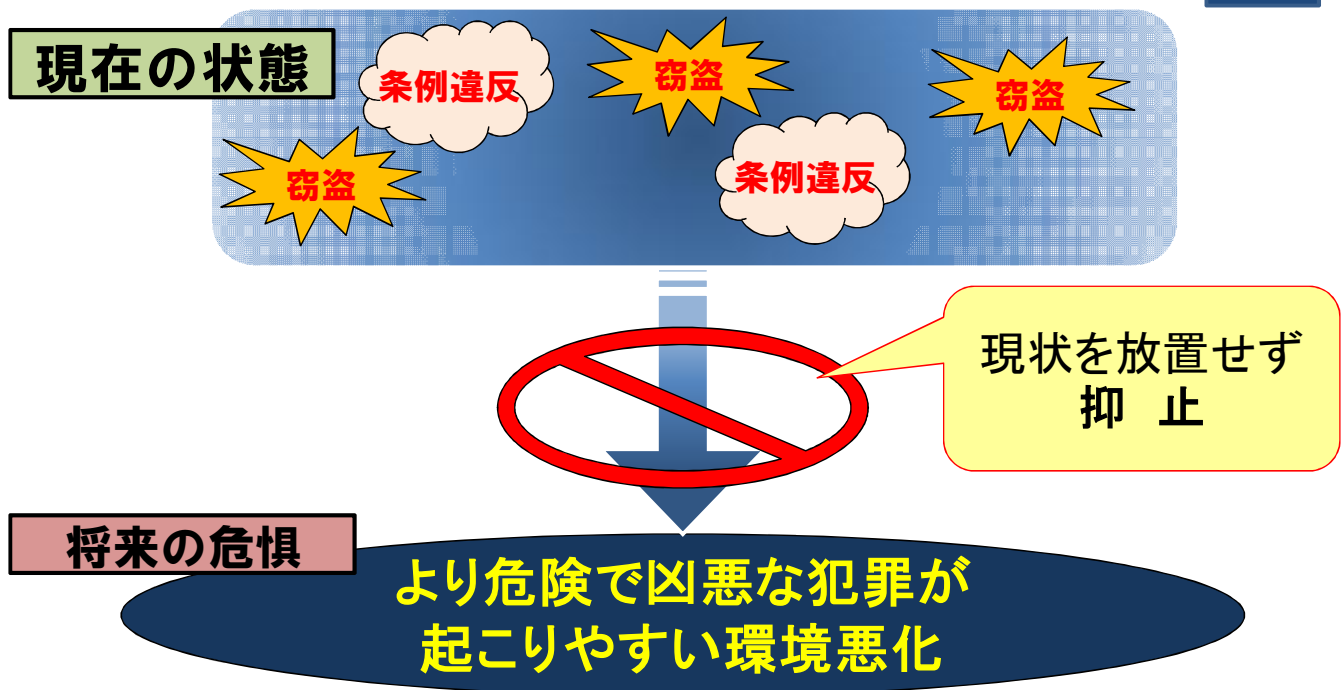 現在の状態
条例違反
窃盗
窃盗
窃盗
条例違反
現状を放置せず
抑　止
将来の危惧
より危険で凶悪な犯罪が
起こりやすい環境悪化